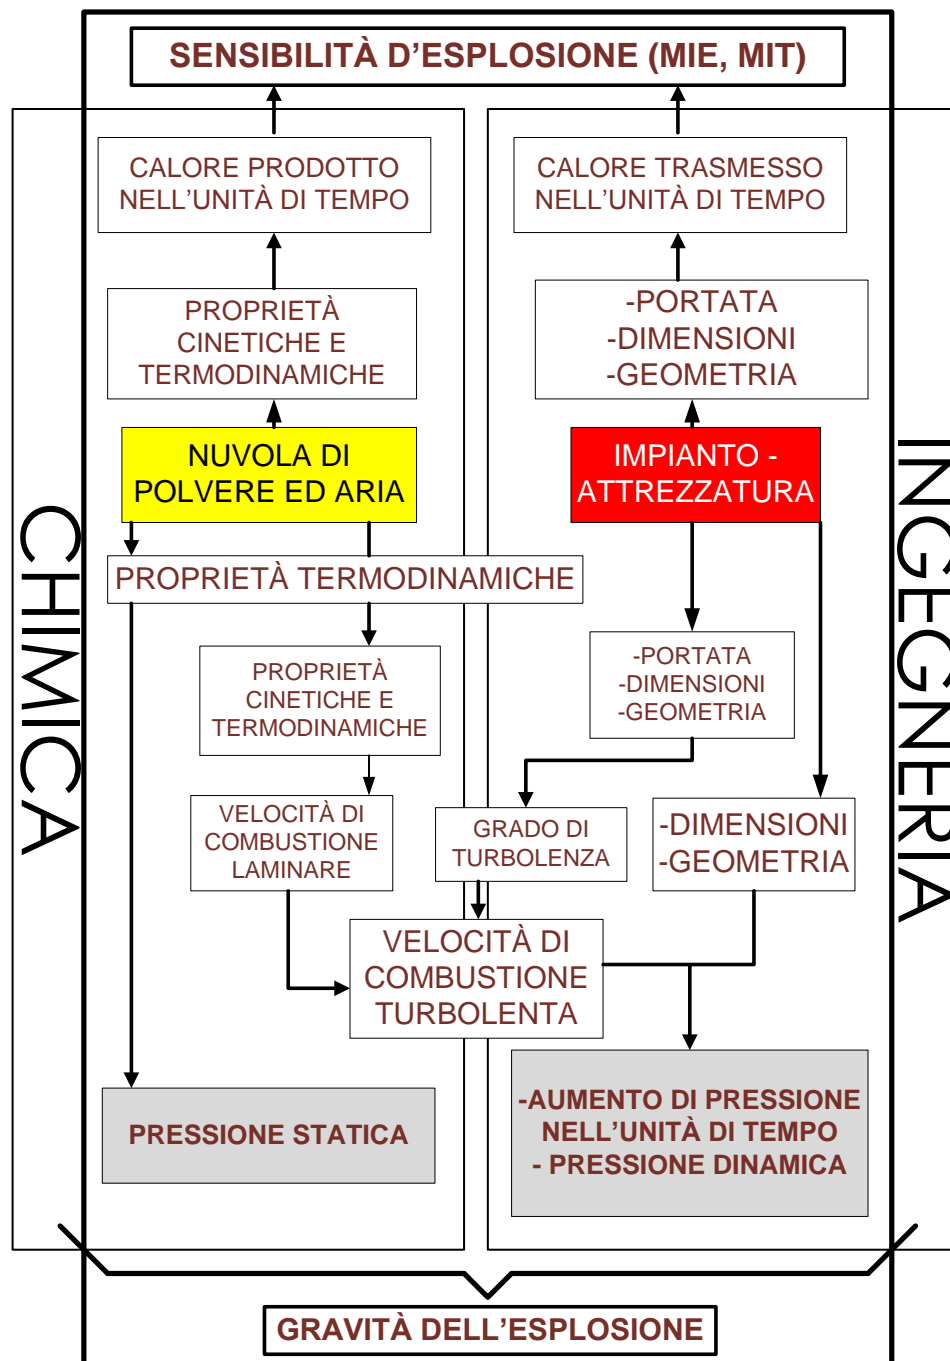 SENSIBILITÀ D’ESPLOSIONE (MIE, MIT)
CALORE PRODOTTO
NELL’UNITÀ DI TEMPO
CALORE TRASMESSO
NELL’UNITÀ DI TEMPO
PROPRIETÀ
CINETICHE E
TERMODINAMICHE
-PORTATA
-DIMENSIONI
-GEOMETRIA
NUVOLA DI
POLVERE ED ARIA
IMPIANTO -
ATTREZZATURA
CHIMICA
INGEGNERIA
PROPRIETÀ TERMODINAMICHE
PROPRIETÀ
CINETICHE E
TERMODINAMICHE
-PORTATA
-DIMENSIONI
-GEOMETRIA
VELOCITÀ DI
COMBUSTIONE
LAMINARE
GRADO DI
TURBOLENZA
-DIMENSIONI
-GEOMETRIA
VELOCITÀ DI
COMBUSTIONE
TURBOLENTA
PRESSIONE STATICA
-AUMENTO DI PRESSIONE
NELL’UNITÀ DI TEMPO
- PRESSIONE DINAMICA
GRAVITÀ DELL’ESPLOSIONE